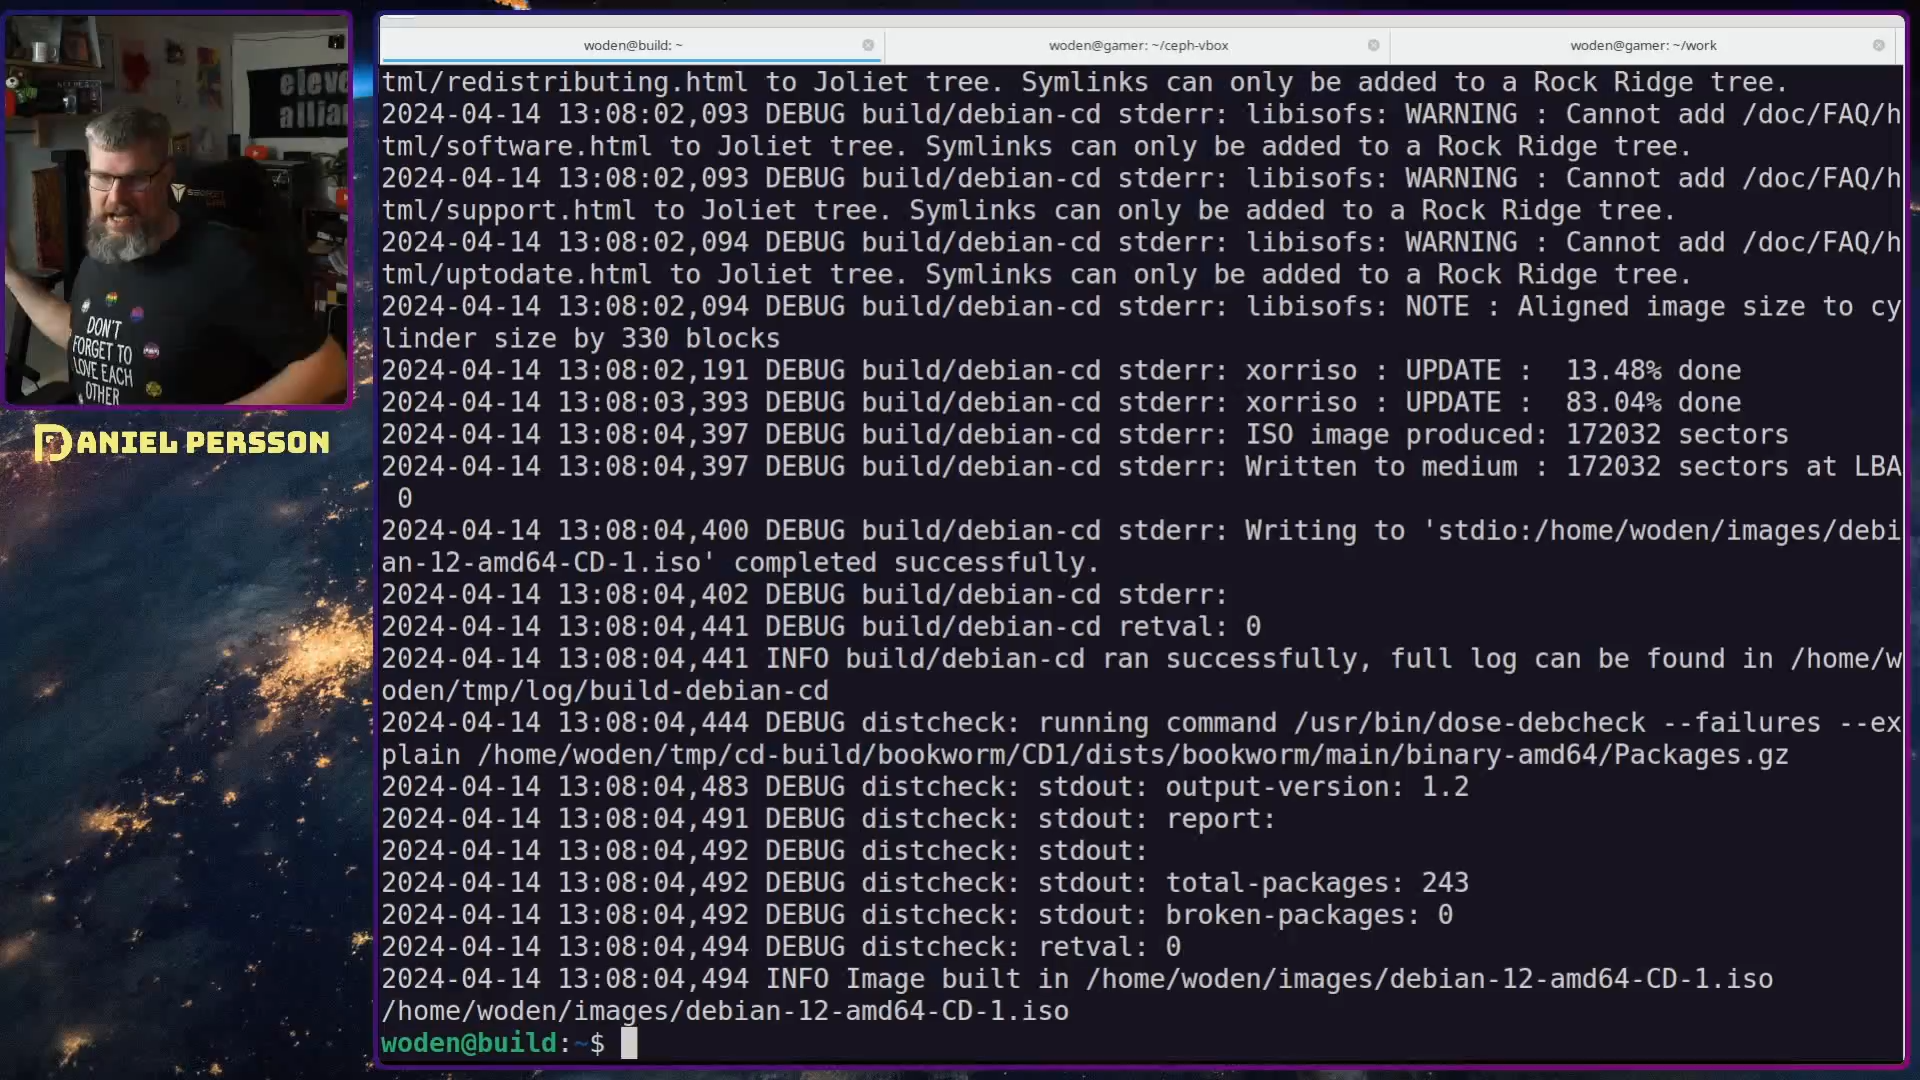 woden@build: ~
woden@gamer: ~/ceph-vbox
woden@gamer: ~/work
tml/redistributing.html to Joliet tree. Symlinks can only be added to a Rock Ridge tree.
2024-04-14 13:08:02,093 DEBUG build/debian-cd stderr: libisofs: WARNING : Cannot add /doc/FAQ/h
tml/software.html to Joliet tree. Symlinks can only be added to a Rock Ridge tree.
2024-04-14 13:08:02,093 DEBUG build/debian-cd stderr: libisofs: WARNING : Cannot add /doc/FAQ/h
tml/support.html to Joliet tree. Symlinks can only be added to a Rock Ridge tree.
2024-04-14 13:08:02,094 DEBUG build/debian-cd stderr: libisofs: WARNING : Cannot add /doc/FAQ/h
tml/uptodate.html to Joliet tree. Symlinks can only be added to a Rock Ridge tree.
2024-04-14 13:08:02,094 DEBUG build/debian-cd stderr: libisofs: NOTE : Aligned image size to cy
linder size by 330 blocks
2024-04-14 13:08:02,191 DEBUG build/debian-cd stderr: xorriso : UPDATE :  13.48% done
2024-04-14 13:08:03,393 DEBUG build/debian-cd stderr: xorriso : UPDATE :  83.04% done
2024-04-14 13:08:04,397 DEBUG build/debian-cd stderr: ISO image produced: 172032 sectors
2024-04-14 13:08:04,397 DEBUG build/debian-cd stderr: Written to medium : 172032 sectors at LBA
 0
2024-04-14 13:08:04,400 DEBUG build/debian-cd stderr: Writing to 'stdio:/home/woden/images/debi
an-12-amd64-CD-1.iso' completed successfully.
2024-04-14 13:08:04,402 DEBUG build/debian-cd stderr:
2024-04-14 13:08:04,441 DEBUG build/debian-cd retval: 0
2024-04-14 13:08:04,441 INFO build/debian-cd ran successfully, full log can be found in /home/w
oden/tmp/log/build-debian-cd
2024-04-14 13:08:04,444 DEBUG distcheck: running command /usr/bin/dose-debcheck --failures --ex
plain /home/woden/tmp/cd-build/bookworm/CD1/dists/bookworm/main/binary-amd64/Packages.gz
2024-04-14 13:08:04,483 DEBUG distcheck: stdout: output-version: 1.2
2024-04-14 13:08:04,491 DEBUG distcheck: stdout: report:
2024-04-14 13:08:04,492 DEBUG distcheck: stdout:
2024-04-14 13:08:04,492 DEBUG distcheck: stdout: total-packages: 243
2024-04-14 13:08:04,492 DEBUG distcheck: stdout: broken-packages: 0
2024-04-14 13:08:04,494 DEBUG distcheck: retval: 0
2024-04-14 13:08:04,494 INFO Image built in /home/woden/images/debian-12-amd64-CD-1.iso
/home/woden/images/debian-12-amd64-CD-1.iso
woden@build:~$
eleve
allian
DON'T
FORGET TO
LOVE EACH
OTHER
DANIEL PERSSON